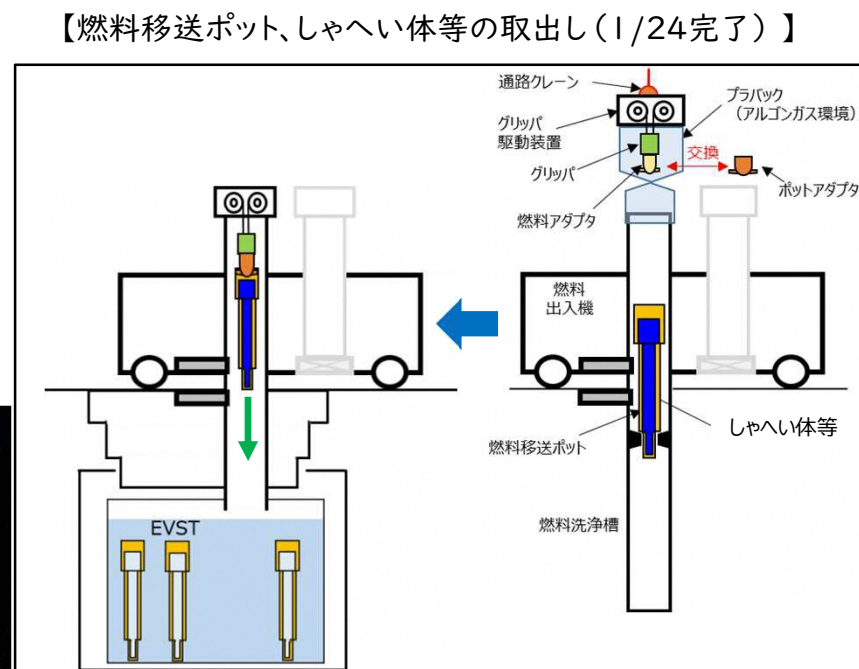 【燃料移送ポット、しゃへい体等の取出し(1/24完了) 】
通路クレーン
プラバック
(アルゴンガス環境)
グリッパ
駆動装置
交換
グリッパ
ポットアダプタ
燃料アダプタ
燃料
出入機
しゃへい体等
燃料移送ポット
燃料洗浄槽
EVST